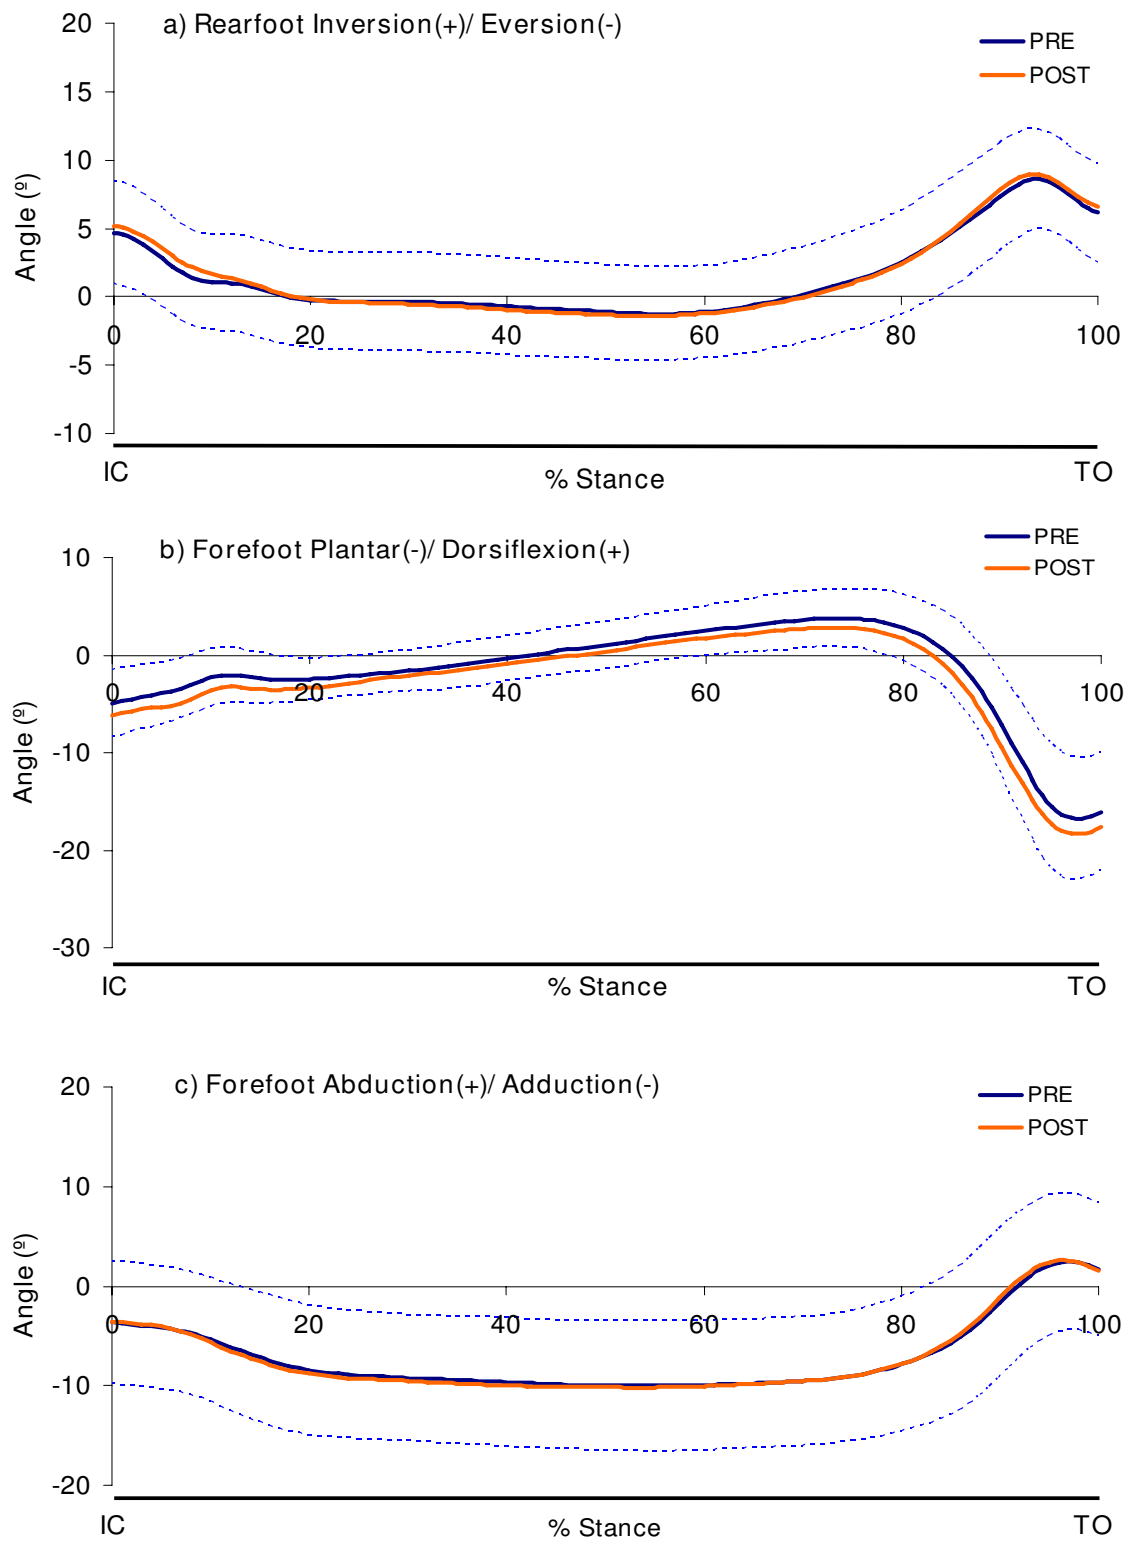 a) Rearfoot Inversion(+)/ Eversion(-)
PRE
POST
20
15
10
5
0
-5
-10
Angle (º)
0 20 40 60 80 100
IC % Stance TO
b) Forefoot Plantar(-)/ Dorsiflexion(+)
PRE
POST
10
0
-10
-20
-30
Angle (º)
0 20 40 60 80 100
IC % Stance TO
c) Forefoot Abduction(+)/ Adduction(-)
PRE
POST
20
10
0
-10
-20
Angle (º)
0 20 40 60 80 100
IC % Stance TO